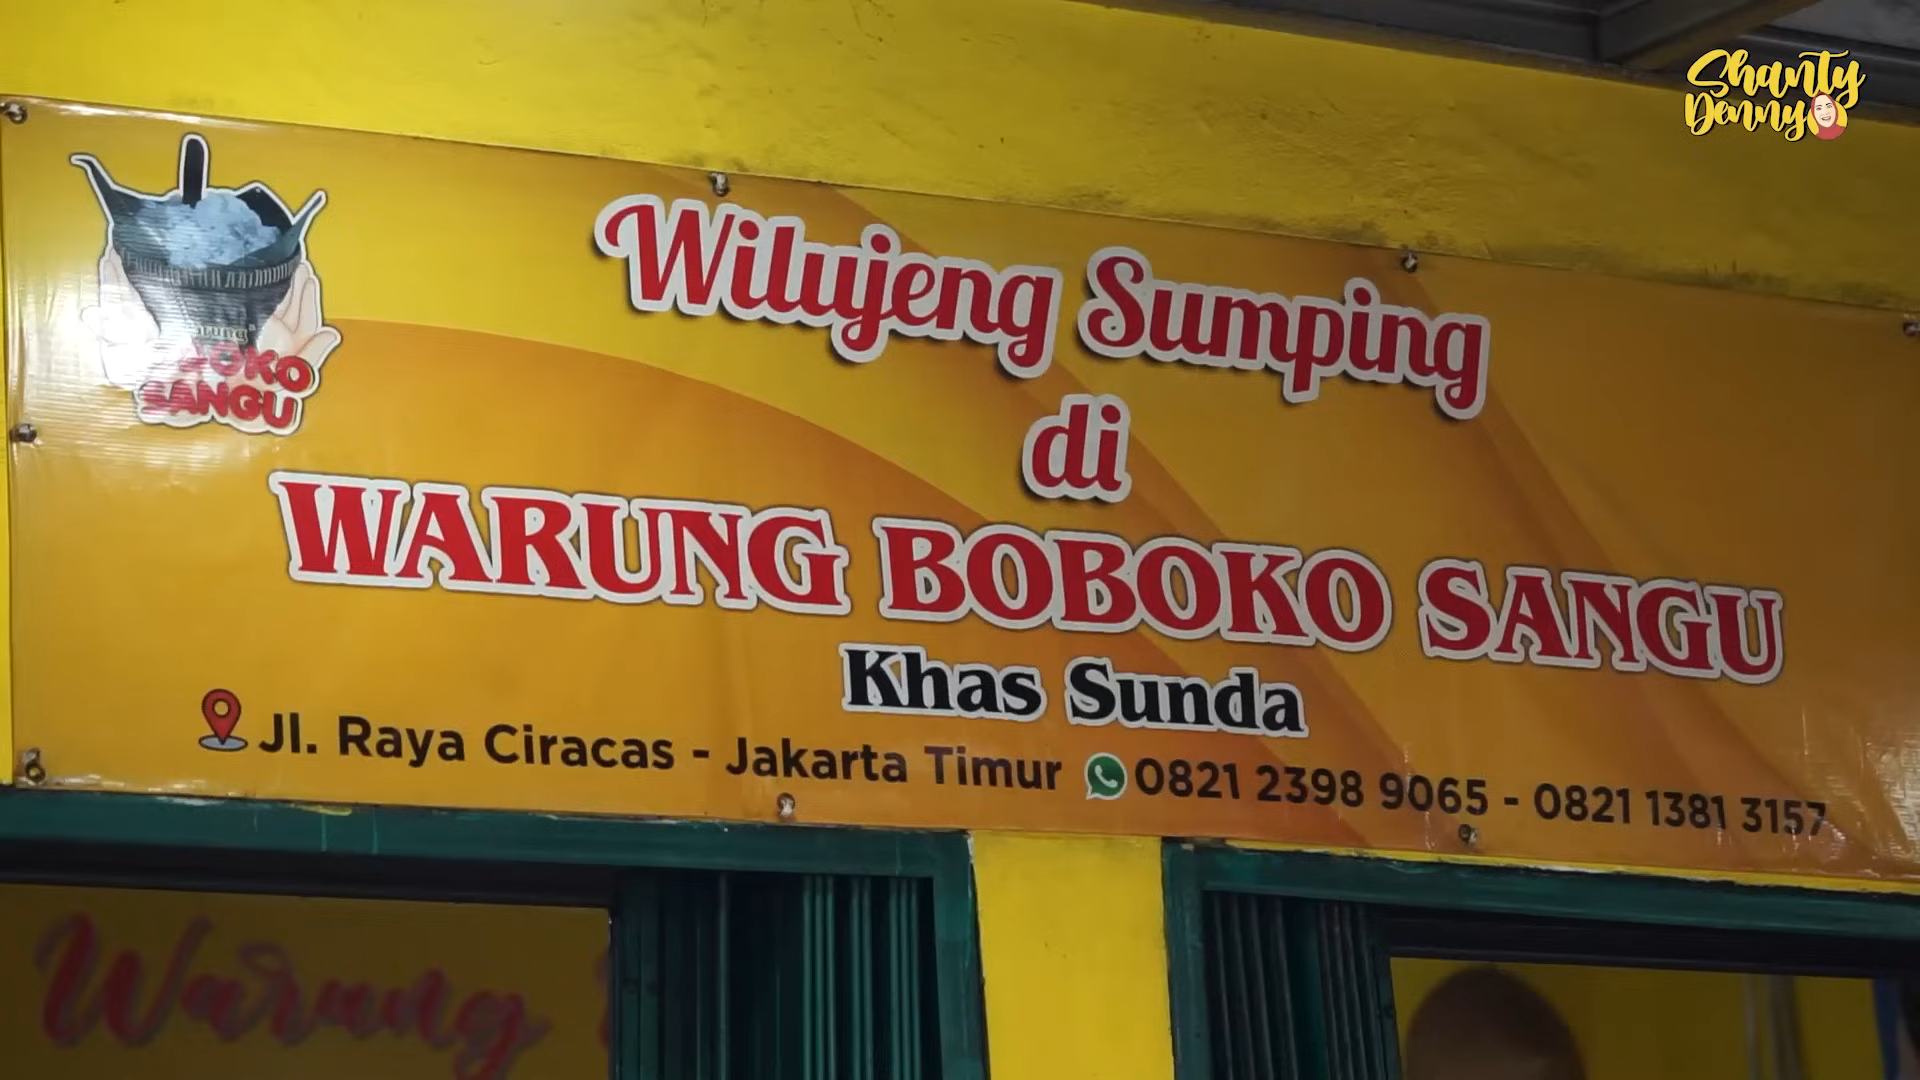 Shanty
Denny
Wilujeng Sumping
di
WARUNG BOBOKO SANGU
Khas Sunda
Jl. Raya Ciracas - Jakarta Timur 0821 2398 9065 - 0821 1381 3157
SANGU
Warung